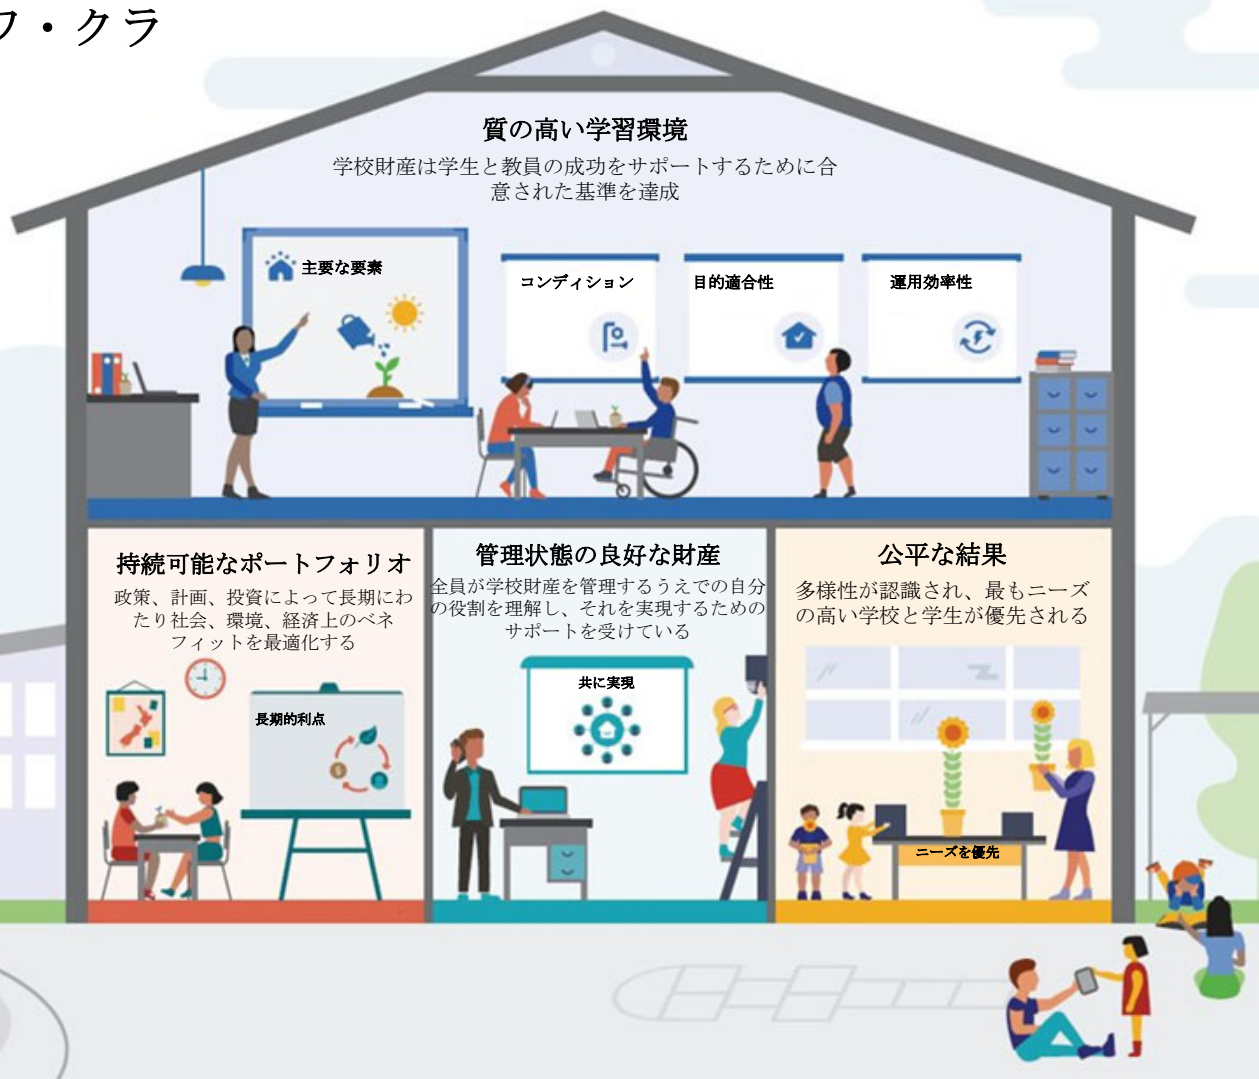 ワ・クラ
質の高い学習環境
学校財産は学生と教員の成功をサポートするために合
意された基準を達成
主要な要素
コンディション
目的適合性
運用効率性
持続可能なポートフォリオ
政策、計画、投資によって長期にわ
たり社会、環境、経済上のベネ
フィットを最適化する
長期的利点
管理状態の良好な財産
全員が学校財産を管理するうえでの自分
の役割を理解し、それを実現するための
サポートを受けている
共に実現
公平な結果
多様性が認識され、最もニーズ
の高い学校と学生が優先される
ニーズを優先